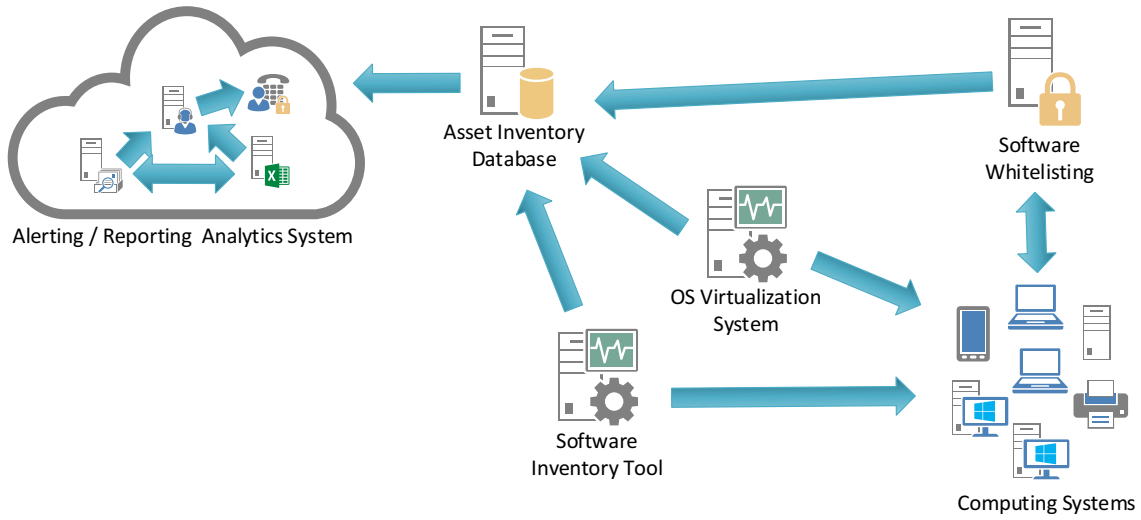 Asset Inventory
Database
Software
Whitelisting
Alerting / Reporting Analytics System
OS Virtualization
System
Software
Inventory Tool
Computing Systems
X